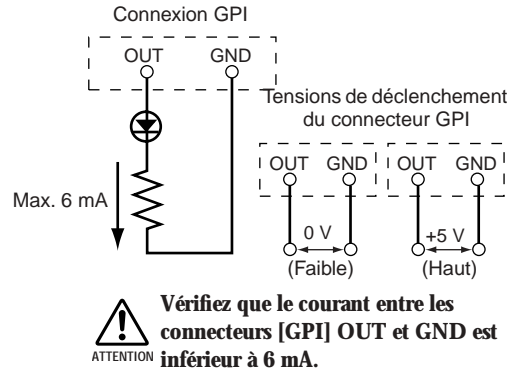 Connexion GPI
OUT GND
Max. 6 mA
Tensions de déclenchement
du connecteur GPI
OUT GND OUT GND
0 V +5 V
(Faible) (Haut)
ATTENTION
Vérifiez que le courant entre les
connecteurs [GPI] OUT et GND est
inférieur à 6 mA.